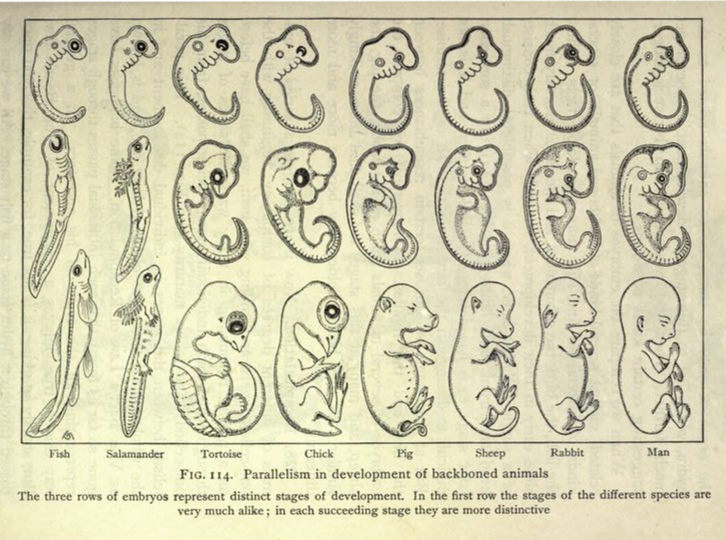 Fish Salamander Tortoise Chick Pig Sheep Rabbit Man
FIG. 114. Parallelism in development of backboned animals
The three rows of embryos represent distinct stages of development. In the first row the stages of the different species are
very much alike; in each succeeding stage they are more distinctive